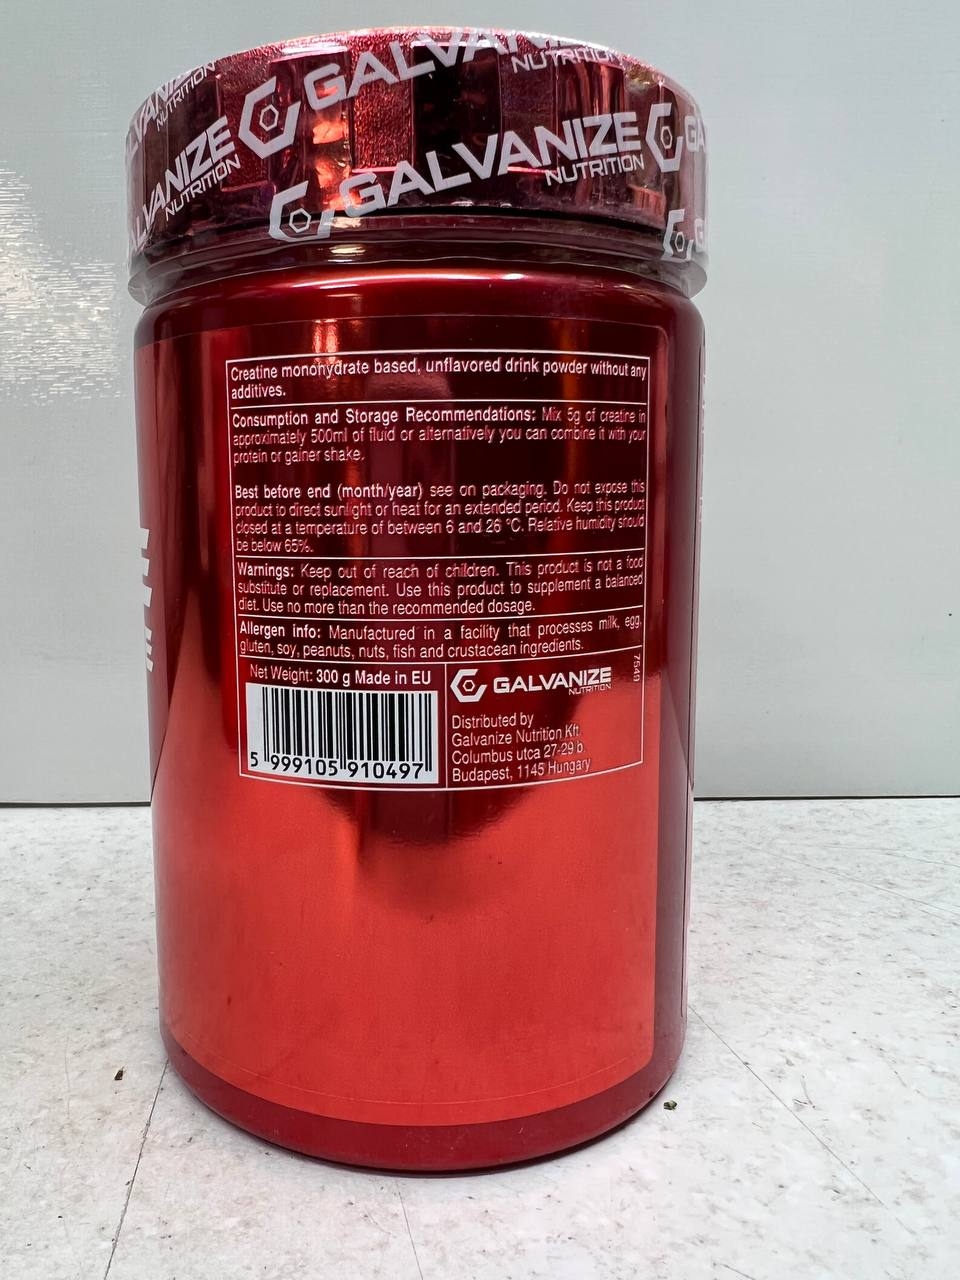 GALVANIZE
NUTRITION
GALVANIZE
NUTRITION
GALVANIZE
NUTRITION
Creatine monohydrate based, unflavored drink powder without any
additives.
Consumption and Storage Recommendations: Mix 5g of creatine in
approximately 500ml of fluid or alternatively you can combine it with your
protein or gainer shake.
Best before end (month/year) see on packaging. Do not expose this
product to direct sunlight or heat for an extended period. Keep this product
closed at a temperature of between 6 and 26 °C. Relative humidity should
be below 65%.
Warnings: Keep out of reach of children. This product is not a food
substitute or replacement. Use this product to supplement a balanced
diet. Use no more than the recommended dosage.
Allergen info: Manufactured in a facility that processes milk, egg,
gluten, soy, peanuts, nuts, fish and crustacean ingredients.
7549
Net Weight: 300 g Made in EU
5 999105 910497
GALVANIZE
NUTRITION
Distributed by
Galvanize Nutrition Kft.
Columbus utca 27-29 b.
Budapest, 1145 Hungary